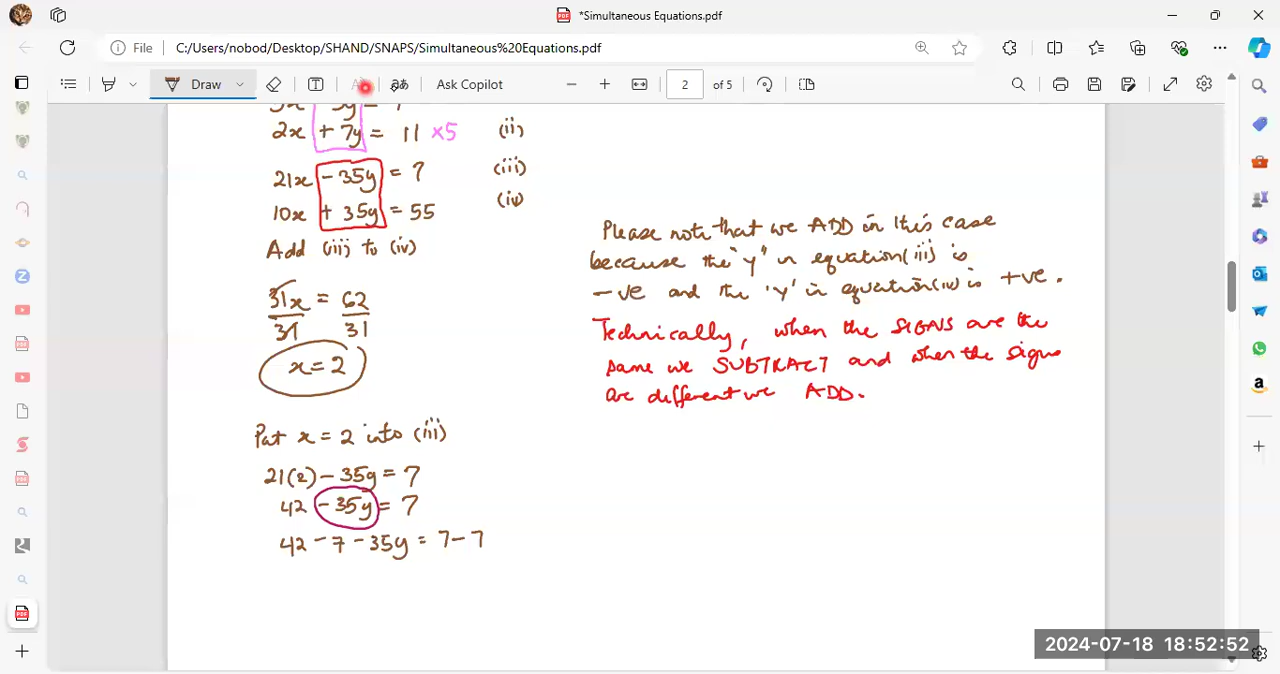 *Simultaneous Equations.pdf
File C:/Users/nobod/Desktop/SHAND/SNAPS/Simultaneous%20Equations.pdf
Draw Ask Copilot 2 of 5
2x + 7y = 11 ×5 (ii)
21x - 35y = 7 (iii)
10x + 35y = 55 (iv)
Add (iii) to (iv)
31x = 62
31 31
x = 2
Put x = 2 into (iii)
21(2) - 35y = 7
42 - 35y = 7
42 - 7 - 35y = 7 - 7
Please note that we ADD in this case
because the "y" in equation (iii) is
-ve and the 'y' in equation (iv) is +ve.
Technically, when the SIGNS are the
same we SUBTRACT and when the signs
are different we ADD.
2024-07-18 18:52:52